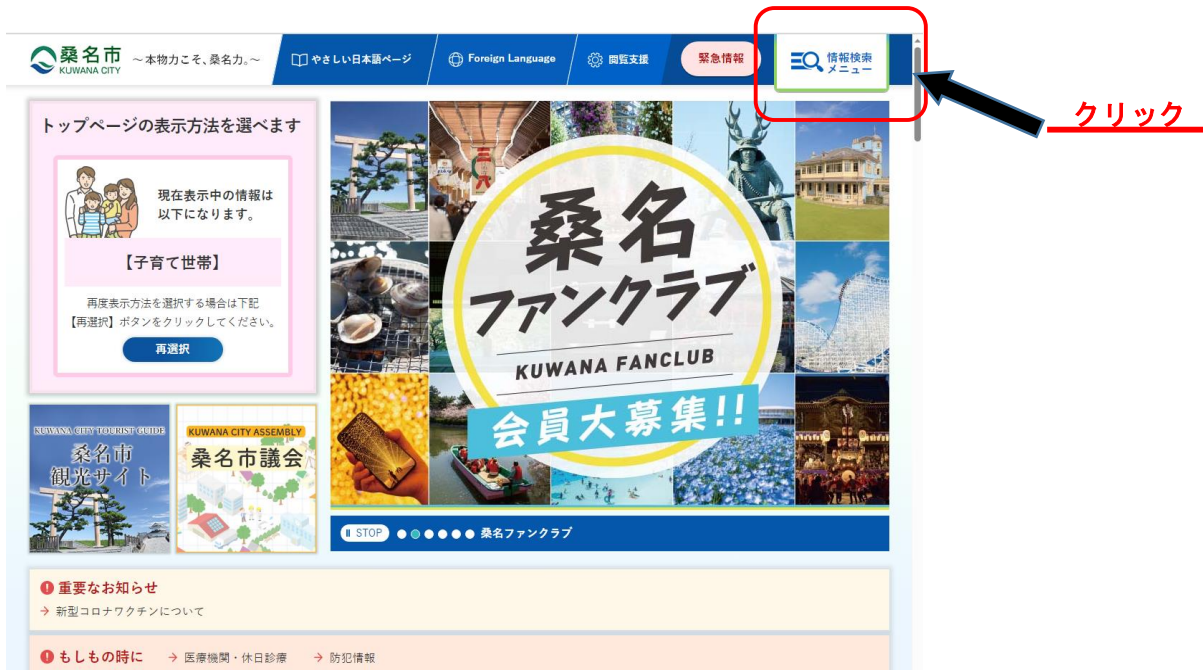 桑名市
KUWANA CITY
~本物力こそ、桑名力。~
やさしい日本語ページ
Foreign Language
閲覧支援
緊急情報
情報検索
メニュー
クリック
トップページの表示方法を選べます
現在表示中の情報は
以下になります。
【子育て世帯】
再度表示方法を選択する場合は下記
【再選択】ボタンをクリックしてください。
再選択
桑名
ファンクラブ
KUWANA FANCLUB
会員大募集!!
KUWANA CITY TOURIST GUIDE
桑名市
観光サイト
KUWANA CITY ASSEMBLY
桑名市議会
STOP
桑名ファンクラブ
重要なお知らせ
→ 新型コロナワクチンについて
もしもの時に → 医療機関・休日診療 → 防犯情報